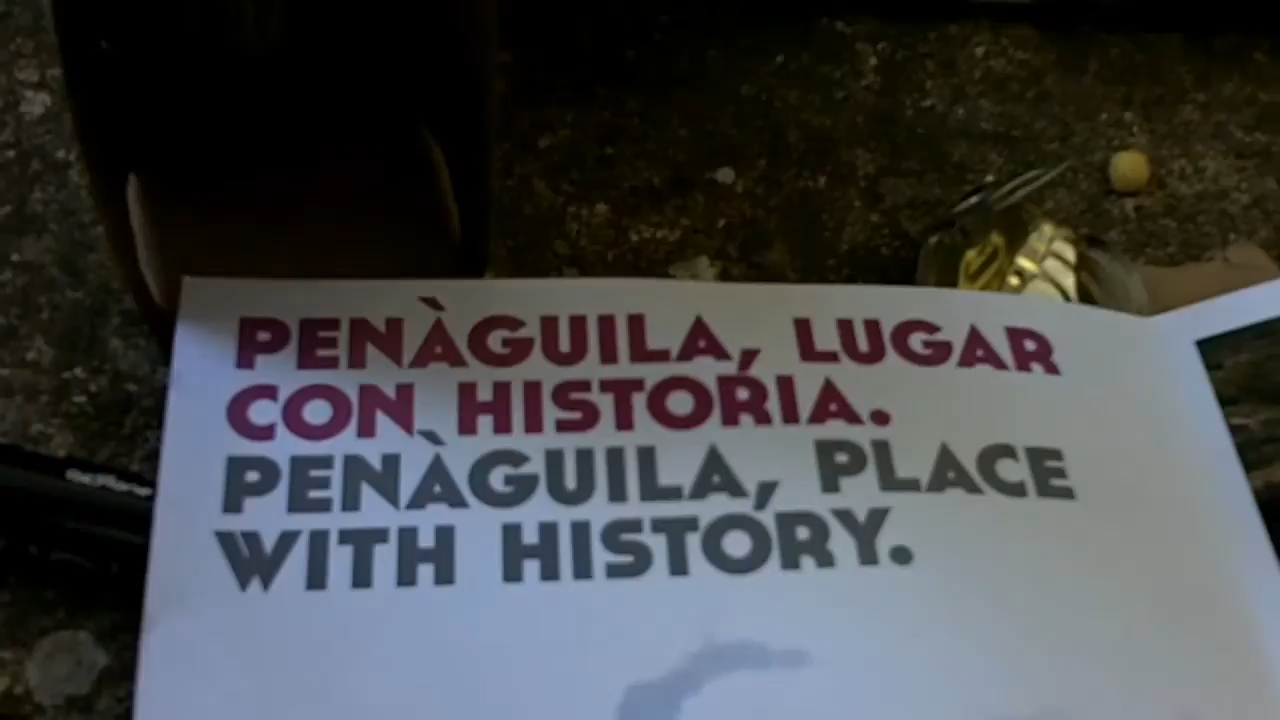 PENÀGUILA, LUGAR
CON HISTORIA.
PENÀGUILA, PLACE
WITH HISTORY.